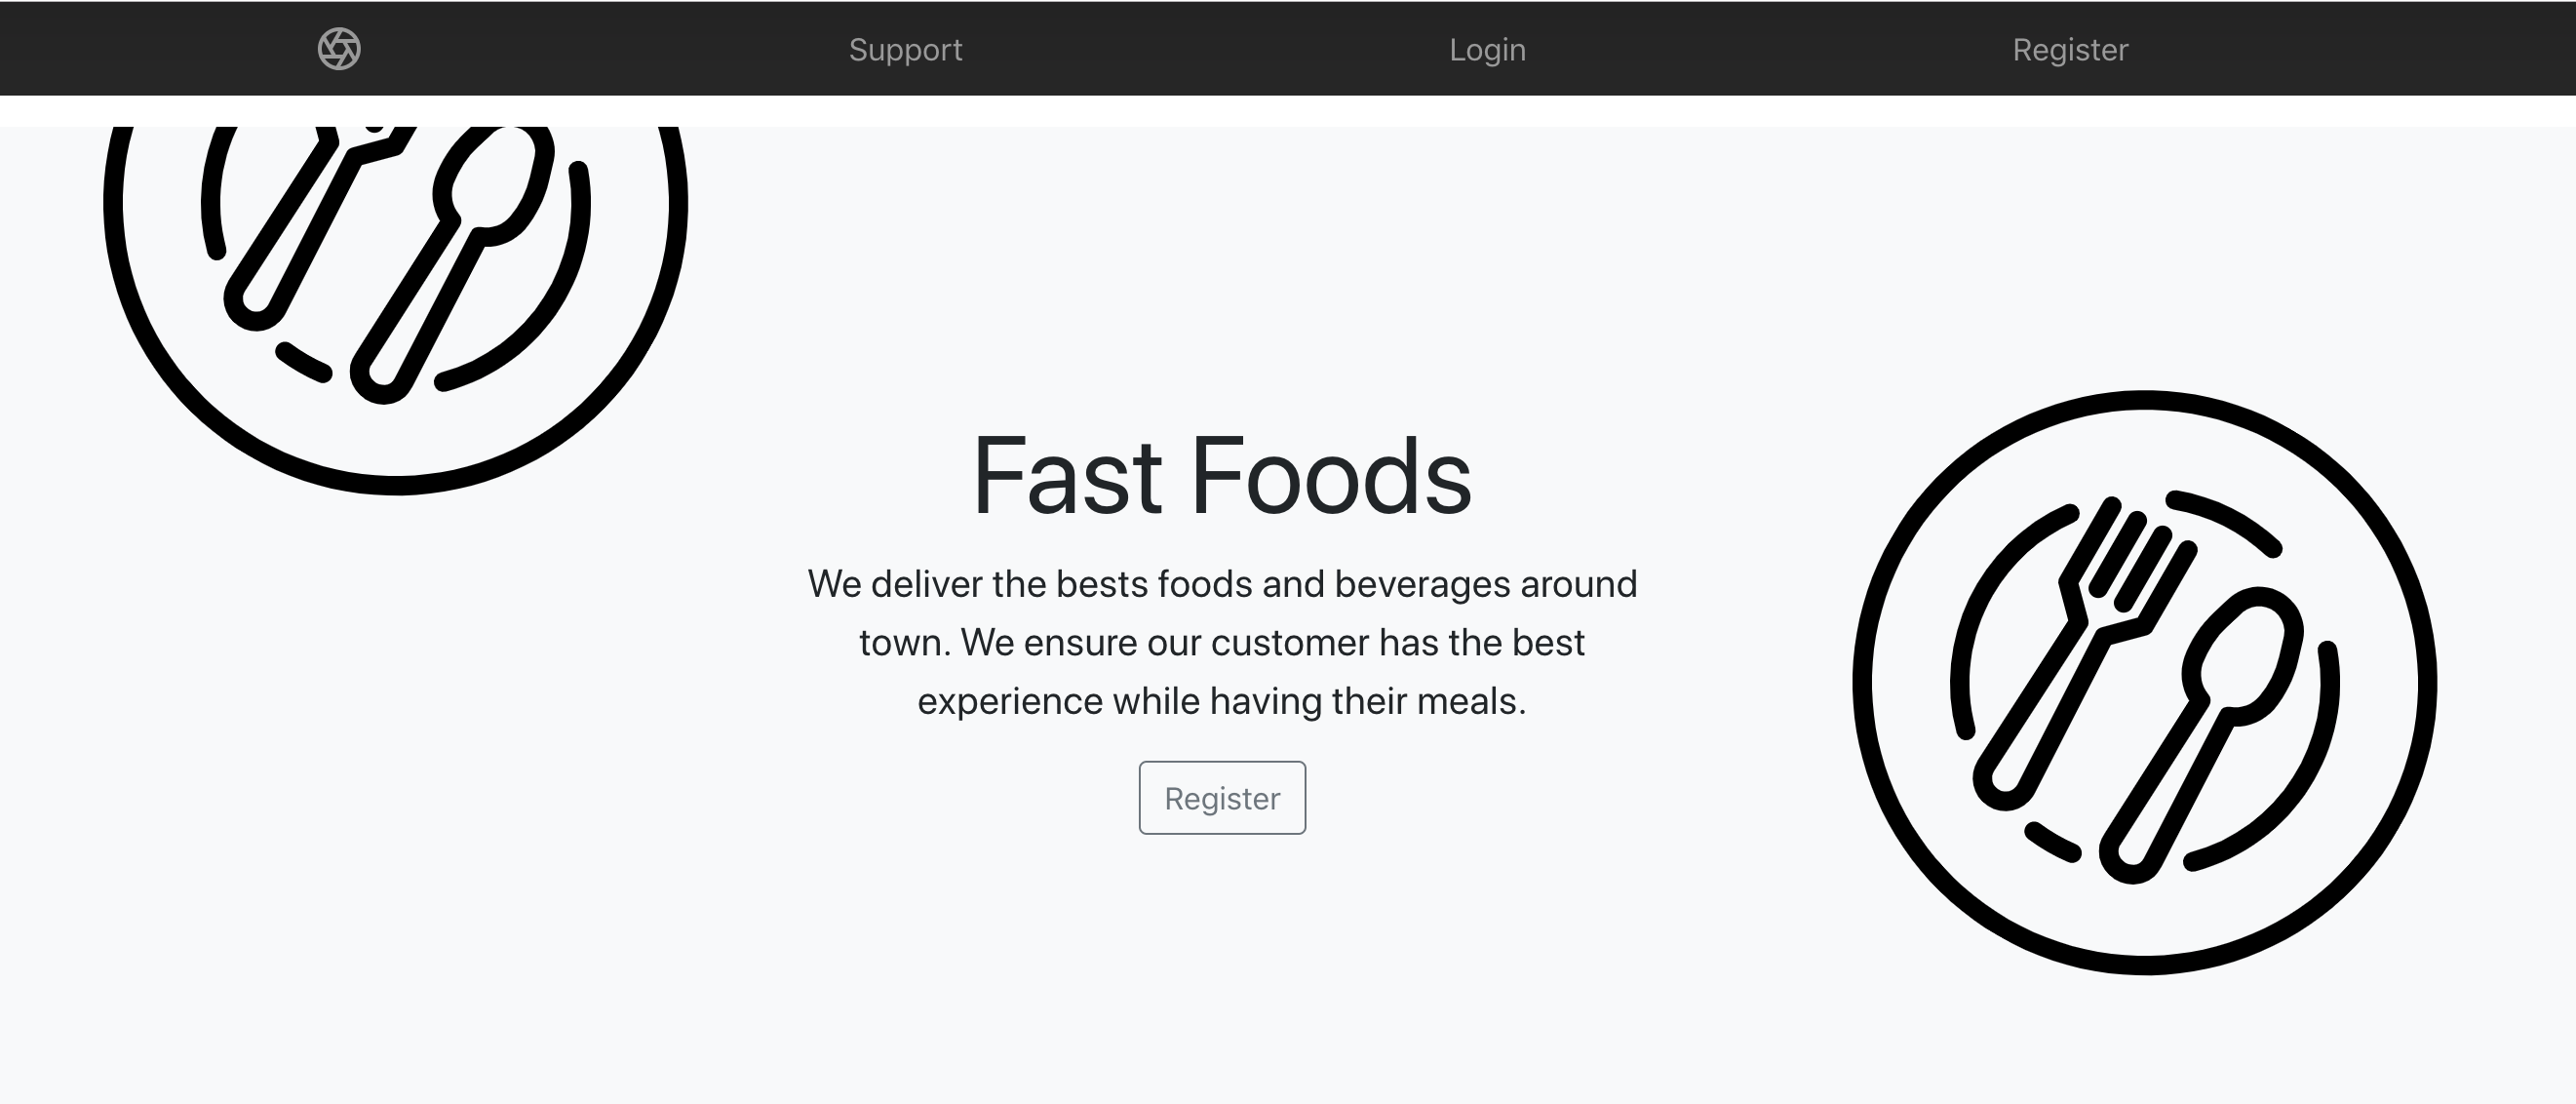 Support
Login
Register
Fast Foods
We deliver the bests foods and beverages around
town. We ensure our customer has the best
experience while having their meals.
Register